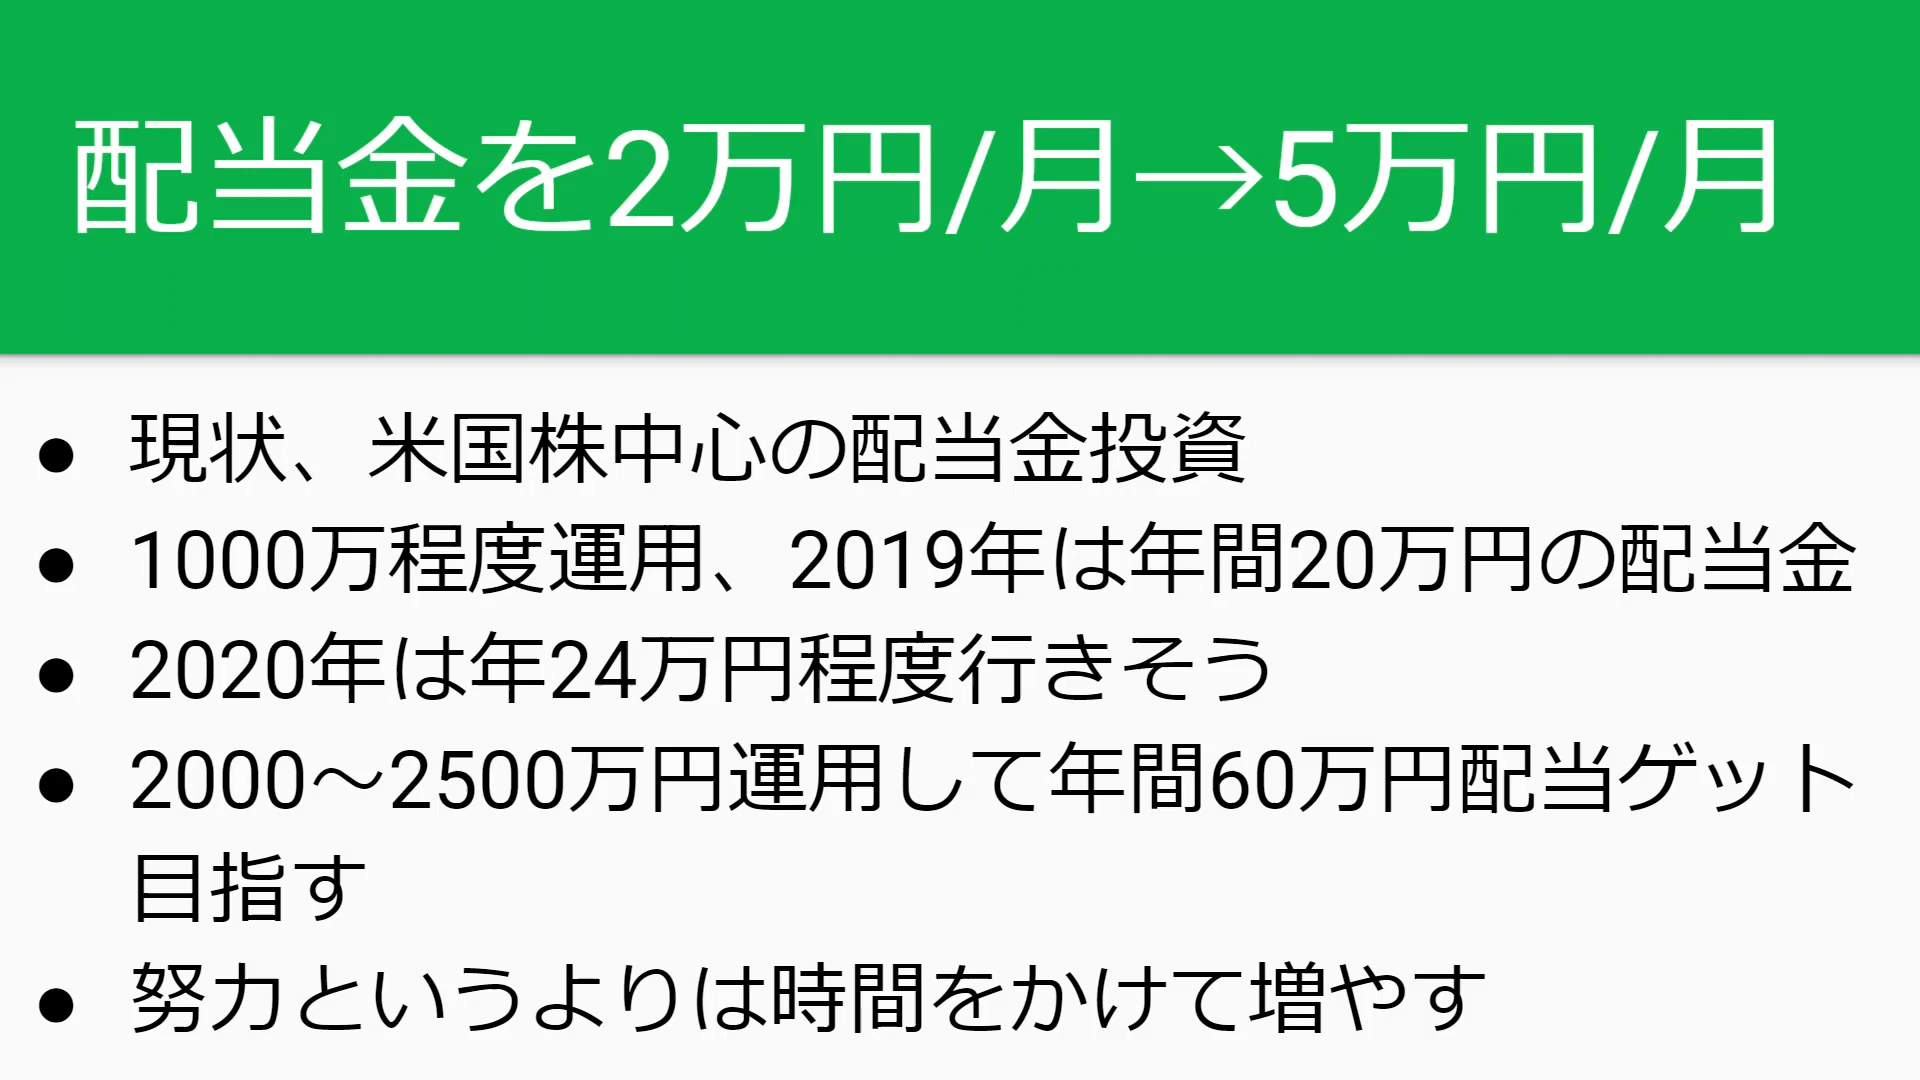 配当金を2万円/月→5万円/月
● 現状、米国株中心の配当金投資
● 1000万程度運用、2019年は年間20万円の配当金
● 2020年は年24万円程度行きそう
● 2000〜2500万円運用して年間60万円配当ゲット
目指す
● 努力というよりは時間をかけて増やす